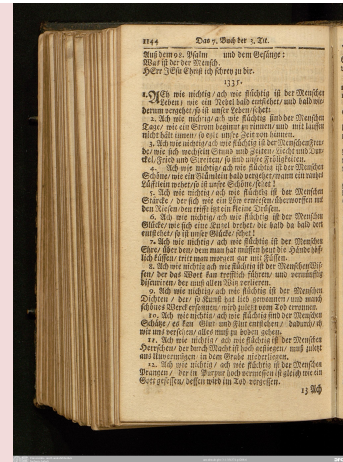 1144 Das 7. Buch der 2. Tit.
Auß dem 98. Psalm und dem Gesänge:
Was ist der der Mensch.
HErr JEsu Christ ich schrey zu dir.
1331.
1. ACh wie nichtig/ ach wie flüchtig ist der Menschen
Leben/ wie ein Nebel bald entstehet/ und bald wie-
derum vergehet/ so ist unser Leben/ sehet!
2. Ach wie nichtig/ ach wie flüchtig sind der Menschen
Tage/ wie ein Strom beginnt zu rinnen/ und mit lauffen
nicht hält innen/ so eylt unsre Zeit von hinnen.
3. Ach wie nichtig/ ach wie flüchtig ist der Menschen Freu-
de/ wie sich wechseln Stund und Zeiten/ Liecht und Dun-
ckel/ Fried und Streiten/ so sind unsre Frölichkeiten.
4. Ach wie nichtig/ ach wie flüchtig ist der Menschen
Schöne/ wie ein Blümlein bald vergehet/ wann ein rauhes
Lüfftlein wehet/ so ist unsre Schöne/ sehet!
5. Ach wie nichtig/ ach wie flüchtig ist der Menschen
Stärcke/ der sich wie ein Löw erwiesen/ überworffen mit
den Riesen/ den trifft itzt ein kleine Drüsen.
6. Ach wie nichtig/ ach wie flüchtig ist der Menschen
Glücke/ wie sich eine Kugel drehet/ die bald da bald dort
entstehet/ so ist unser Glücke/ sehet!
7. Ach wie nichtig/ ach wie flüchtig ist der Menschen
Ehre/ über den/ dem man hat müssen heut die Hände höff-
lich küssen/ tritt man morgen gar mit Füssen.
8. Ach wie nichtig/ ach wie flüchtig ist der Menschen Wis-
sen/ der das Wort kan trefflich führen/ und vernünfftig
discuriren/ der muß allen Witz verlieren.
9. Ach wie nichtig/ ach wie flüchtig ist der Menschen
Dichten/ der so Kunst hat lieb gewonnen/ und manch
schönes Werck ersonnen/ wird zuletzt vom Tod erronnen.
10. Ach wie nichtig/ ach wie flüchtig sind der Menschen
Schätze/ es kan Glut und Flut entstehen/ dadurch/ eh
wir uns versehen/ alles muß zu boden gehen.
11. Ach wie nichtig/ ach wie flüchtig ist der Menschen
Herrschen/ der durch Macht ist hoch gestiegen/ muß zuletzt
aus Unvermögen in dem Grabe niederliegen.
12. Ach wie nichtig/ ach wie flüchtig ist der Menschen
Prangen/ der in Purpur hoch vermessen ist gleich wie ein
Gott gesessen/ dessen wird im Tod vergessen.
13 Ach